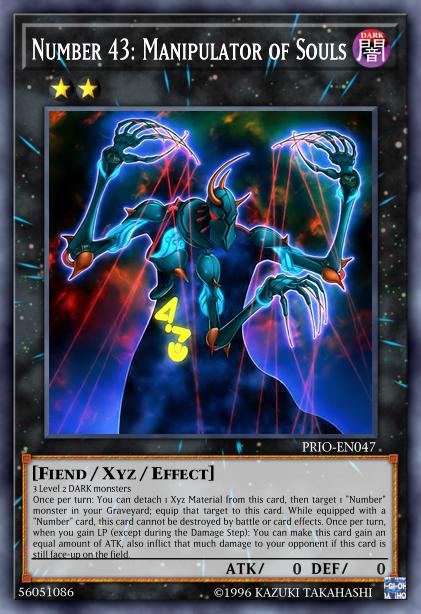 NUMBER 43: MANIPULATOR OF SOULS
DARK
闇
43
PRIO-EN047
[FIEND / XYZ / EFFECT]
3 Level 2 DARK monsters
Once per turn: You can detach 1 Xyz Material from this card, then target 1 "Number"
monster in your Graveyard; equip that target to this card. While equipped with a
"Number" card, this card cannot be destroyed by battle or card effects. Once per turn,
when you gain LP (except during the Damage Step): You can make this card gain an
equal amount of ATK, also inflict that much damage to your opponent if this card is
still face-up on the field.
ATK/ 0 DEF/ 0
56051086
©1996 KAZUKI TAKAHASHI